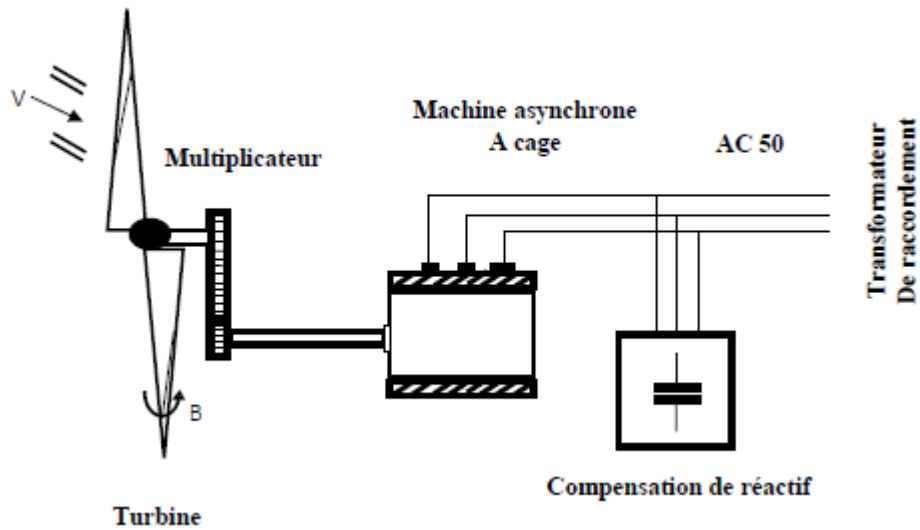 V
Multiplicateur
Machine asynchrone
A cage
AC 50
Transformateur
De raccordement
B
Compensation de réactif
Turbine